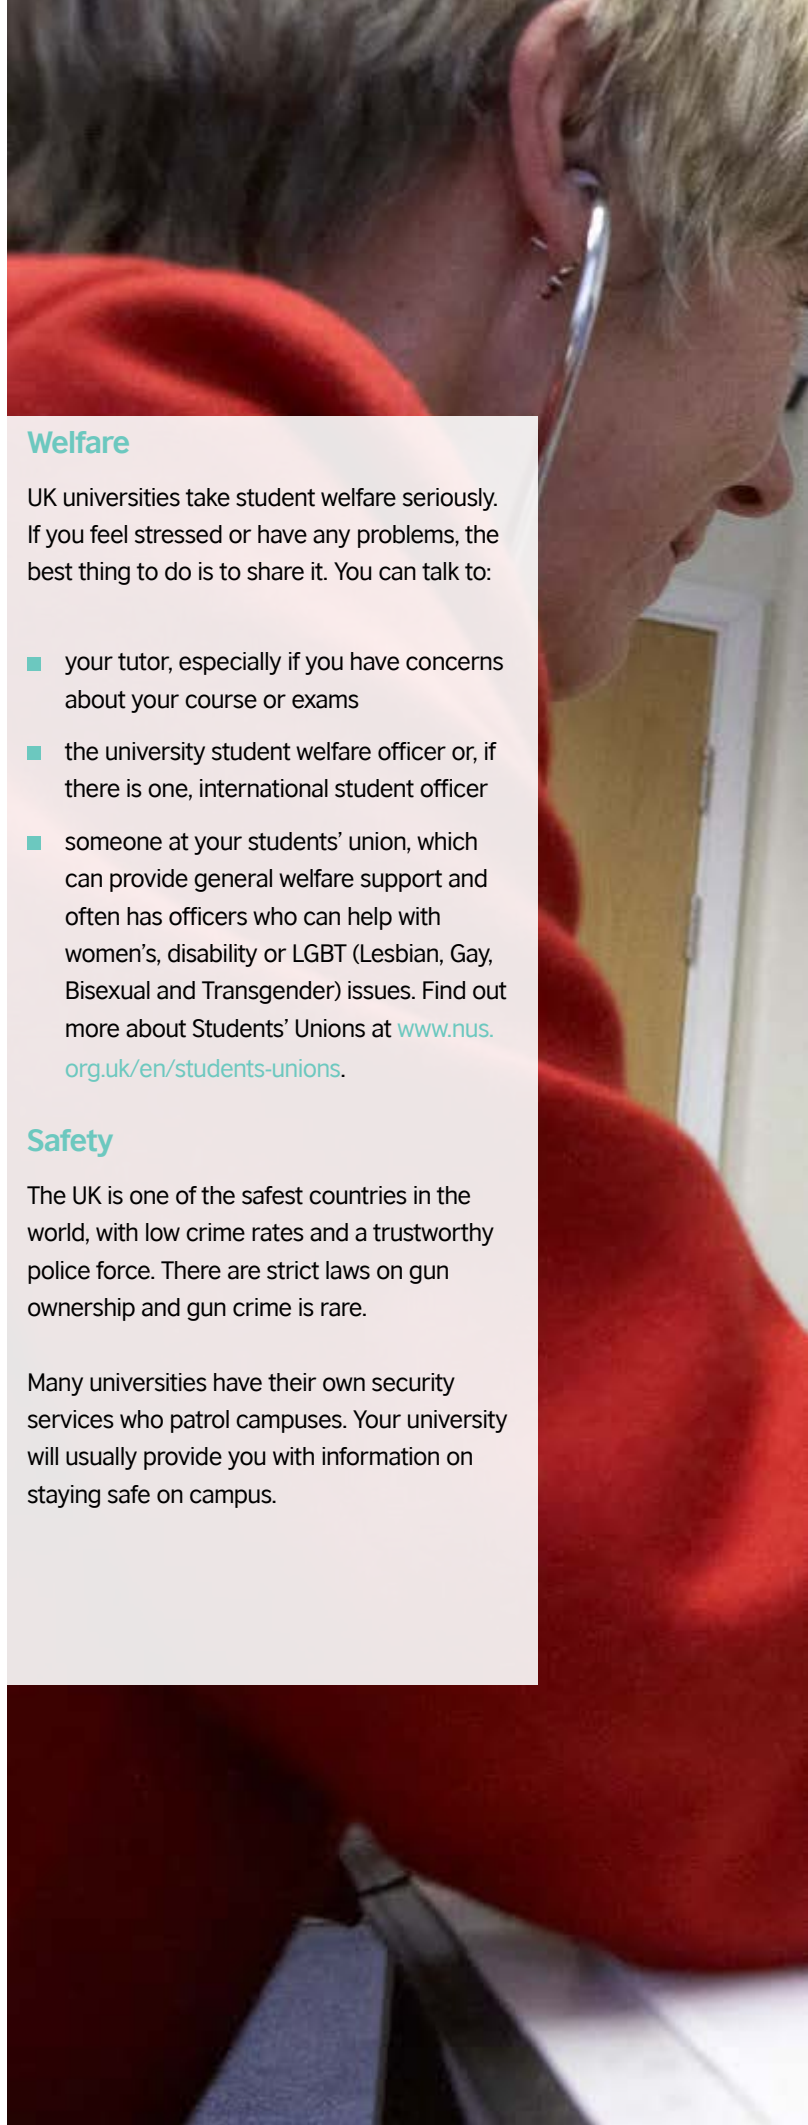 Welfare
UK universities take student welfare seriously.
If you feel stressed or have any problems, the
best thing to do is to share it. You can talk to:
your tutor, especially if you have concerns
about your course or exams
the university student welfare officer or, if
there is one, international student officer
someone at your students’ union, which
can provide general welfare support and
often has officers who can help with
women’s, disability or LGBT (Lesbian, Gay,
Bisexual and Transgender) issues. Find out
more about Students’ Unions at www.nus.
org.uk/en/students-unions.
Safety
The UK is one of the safest countries in the
world, with low crime rates and a trustworthy
police force. There are strict laws on gun
ownership and gun crime is rare.
Many universities have their own security
services who patrol campuses. Your university
will usually provide you with information on
staying safe on campus.